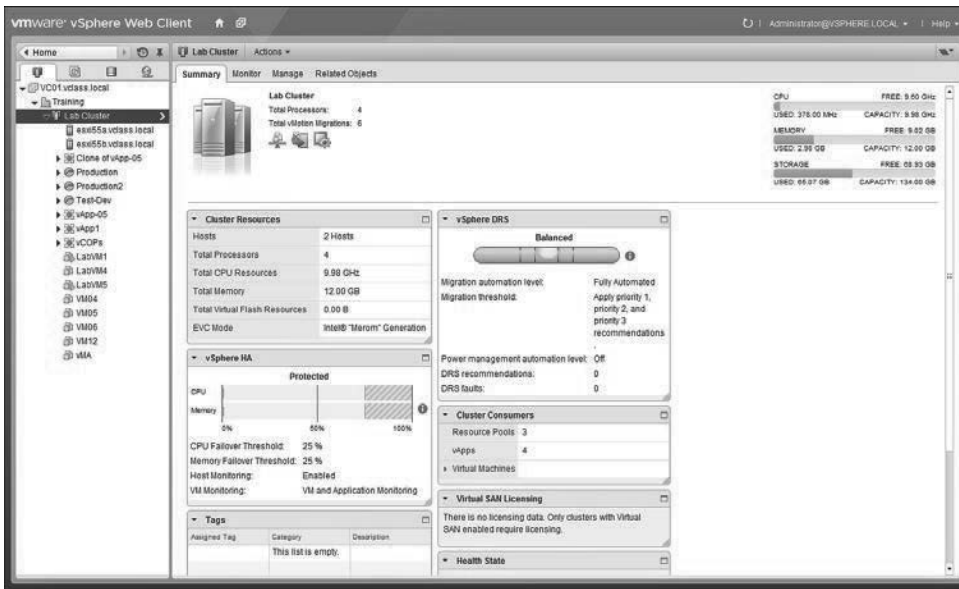 vmware vSphere Web Client
Administrator@VSPHERE.LOCAL | Help
Home
Lab Cluster Actions
VC01.vclass.local
Training
Lab Cluster
esxi55a.vclass.local
esxi55b.vclass.local
Clone of vApp-05
Production
Production2
Test-Dev
vApp-05
vApp1
vCOPs
LabVM1
LabVM4
LabVM5
VM04
VM05
VM06
VM12
vMA
Summary Monitor Manage Related Objects
Lab Cluster
Total Processors: 4
Total vMotion Migrations: 6
CPU FREE: 9.60 GHz
USED: 376.00 MHz CAPACITY: 9.98 GHz
MEMORY FREE: 9.02 GB
USED: 2.98 GB CAPACITY: 12.00 GB
STORAGE FREE: 68.93 GB
USED: 65.07 GB CAPACITY: 134.00 GB
Cluster Resources
Hosts 2 Hosts
Total Processors 4
Total CPU Resources 9.98 GHz
Total Memory 12.00 GB
Total Virtual Flash Resources 0.00 B
EVC Mode Intel® "Merom" Generation
vSphere HA
Protected
CPU
Memory
0% 50% 100%
CPU Failover Threshold: 25 %
Memory Failover Threshold: 25 %
Host Monitoring: Enabled
VM Monitoring: VM and Application Monitoring
Tags
Assigned Tag Category Description
This list is empty.
vSphere DRS
Balanced
Migration automation level: Fully Automated
Migration threshold: Apply priority 1,
priority 2, and
priority 3
recommendations
.
Power management automation level: Off
DRS recommendations: 0
DRS faults: 0
Cluster Consumers
Resource Pools 3
vApps 4
Virtual Machines
Virtual SAN Licensing
There is no licensing data. Only clusters with Virtual
SAN enabled require licensing.
Health State